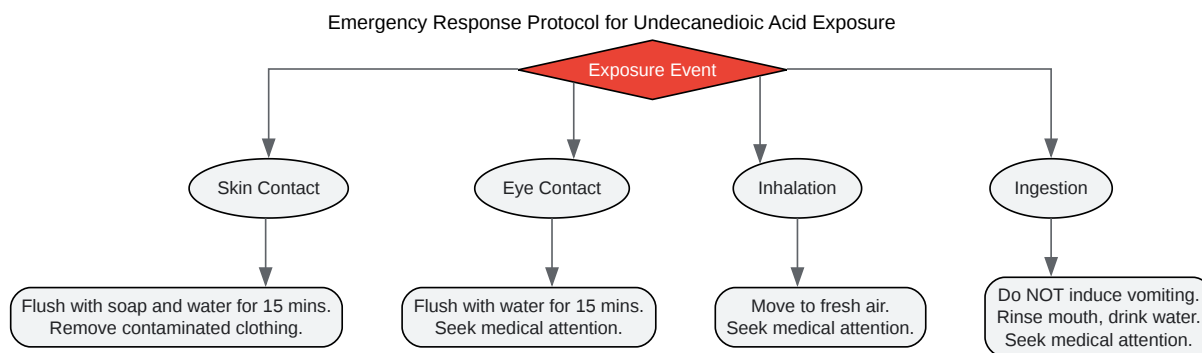 Emergency Response Protocol for Undecanedioic Acid Exposure
Exposure Event
Skin Contact
Eye Contact
Inhalation
Ingestion
Flush with soap and water for 15 mins.
Remove contaminated clothing.
Flush with water for 15 mins.
Seek medical attention.
Move to fresh air.
Seek medical attention.
Do NOT induce vomiting.
Rinse mouth, drink water.
Seek medical attention.